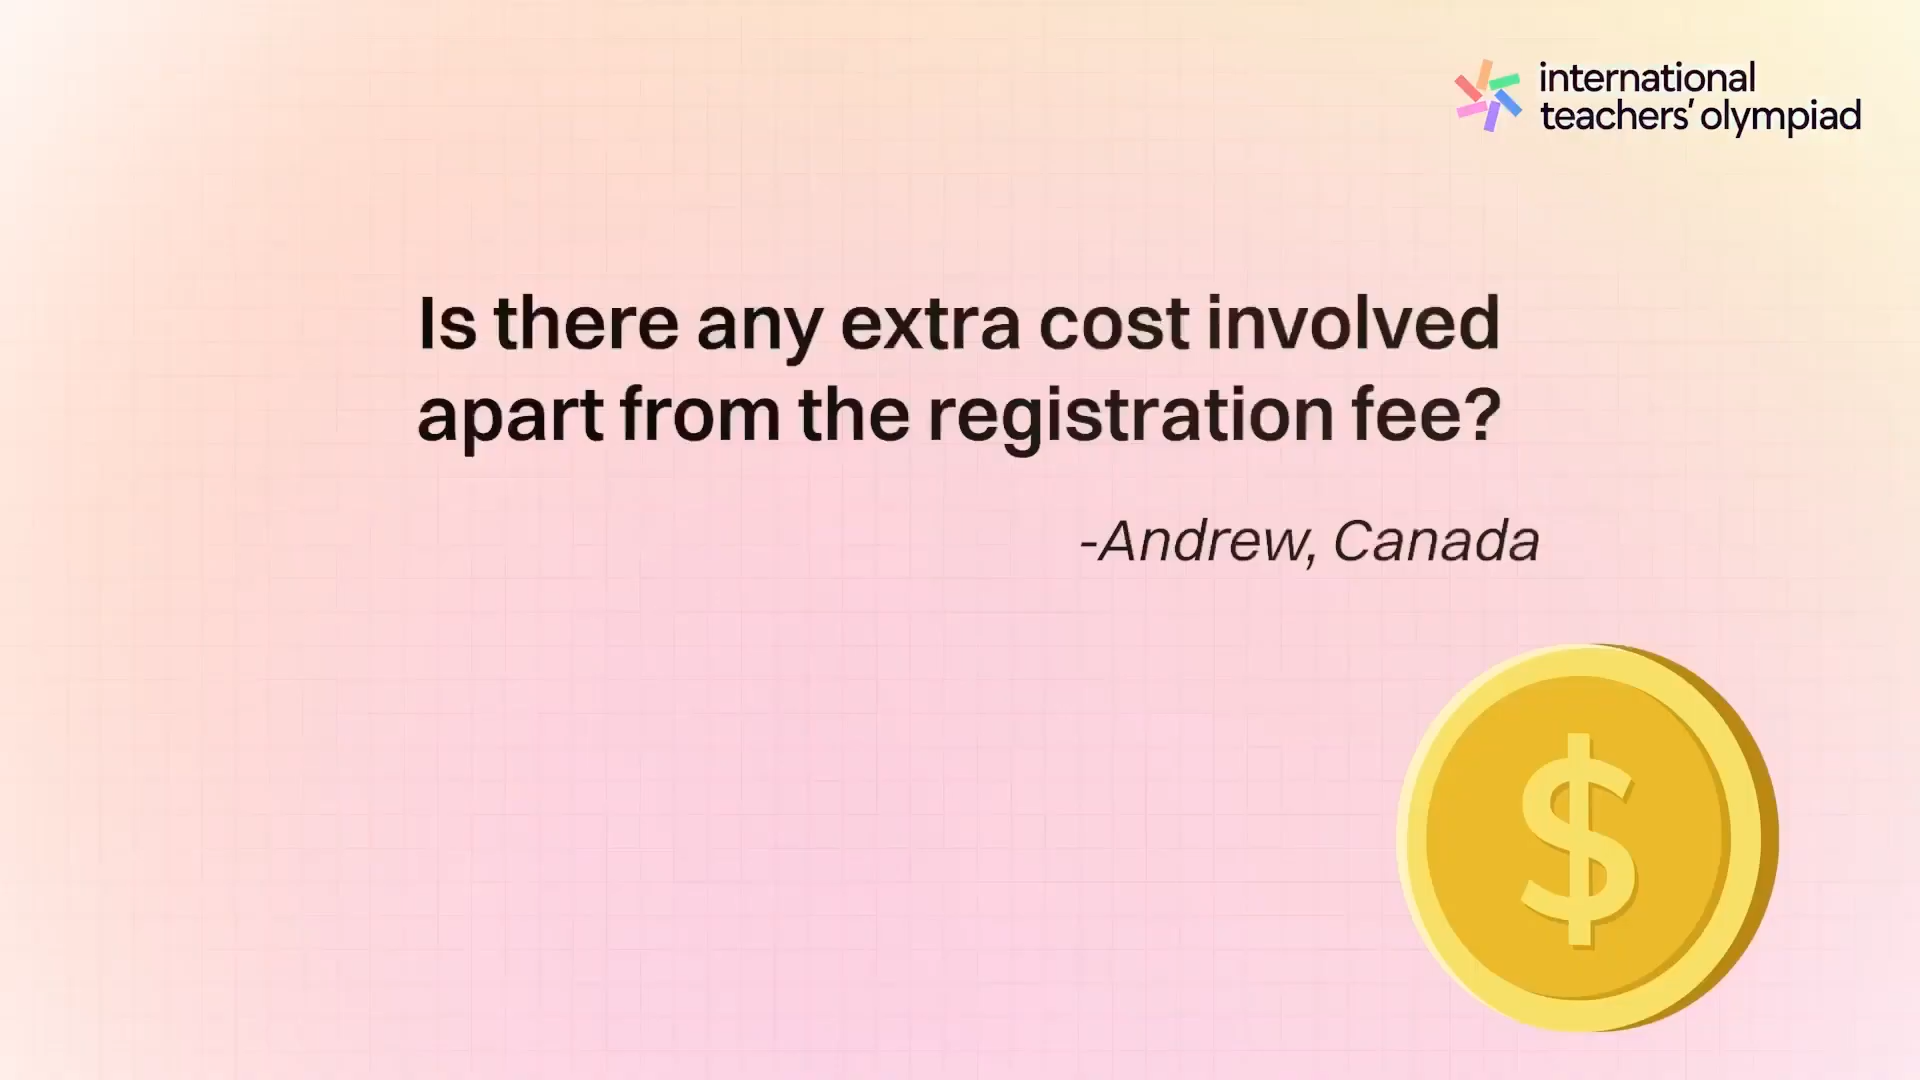 international
teachers’ olympiad
Is there any extra cost involved
apart from the registration fee?
-Andrew, Canada
$